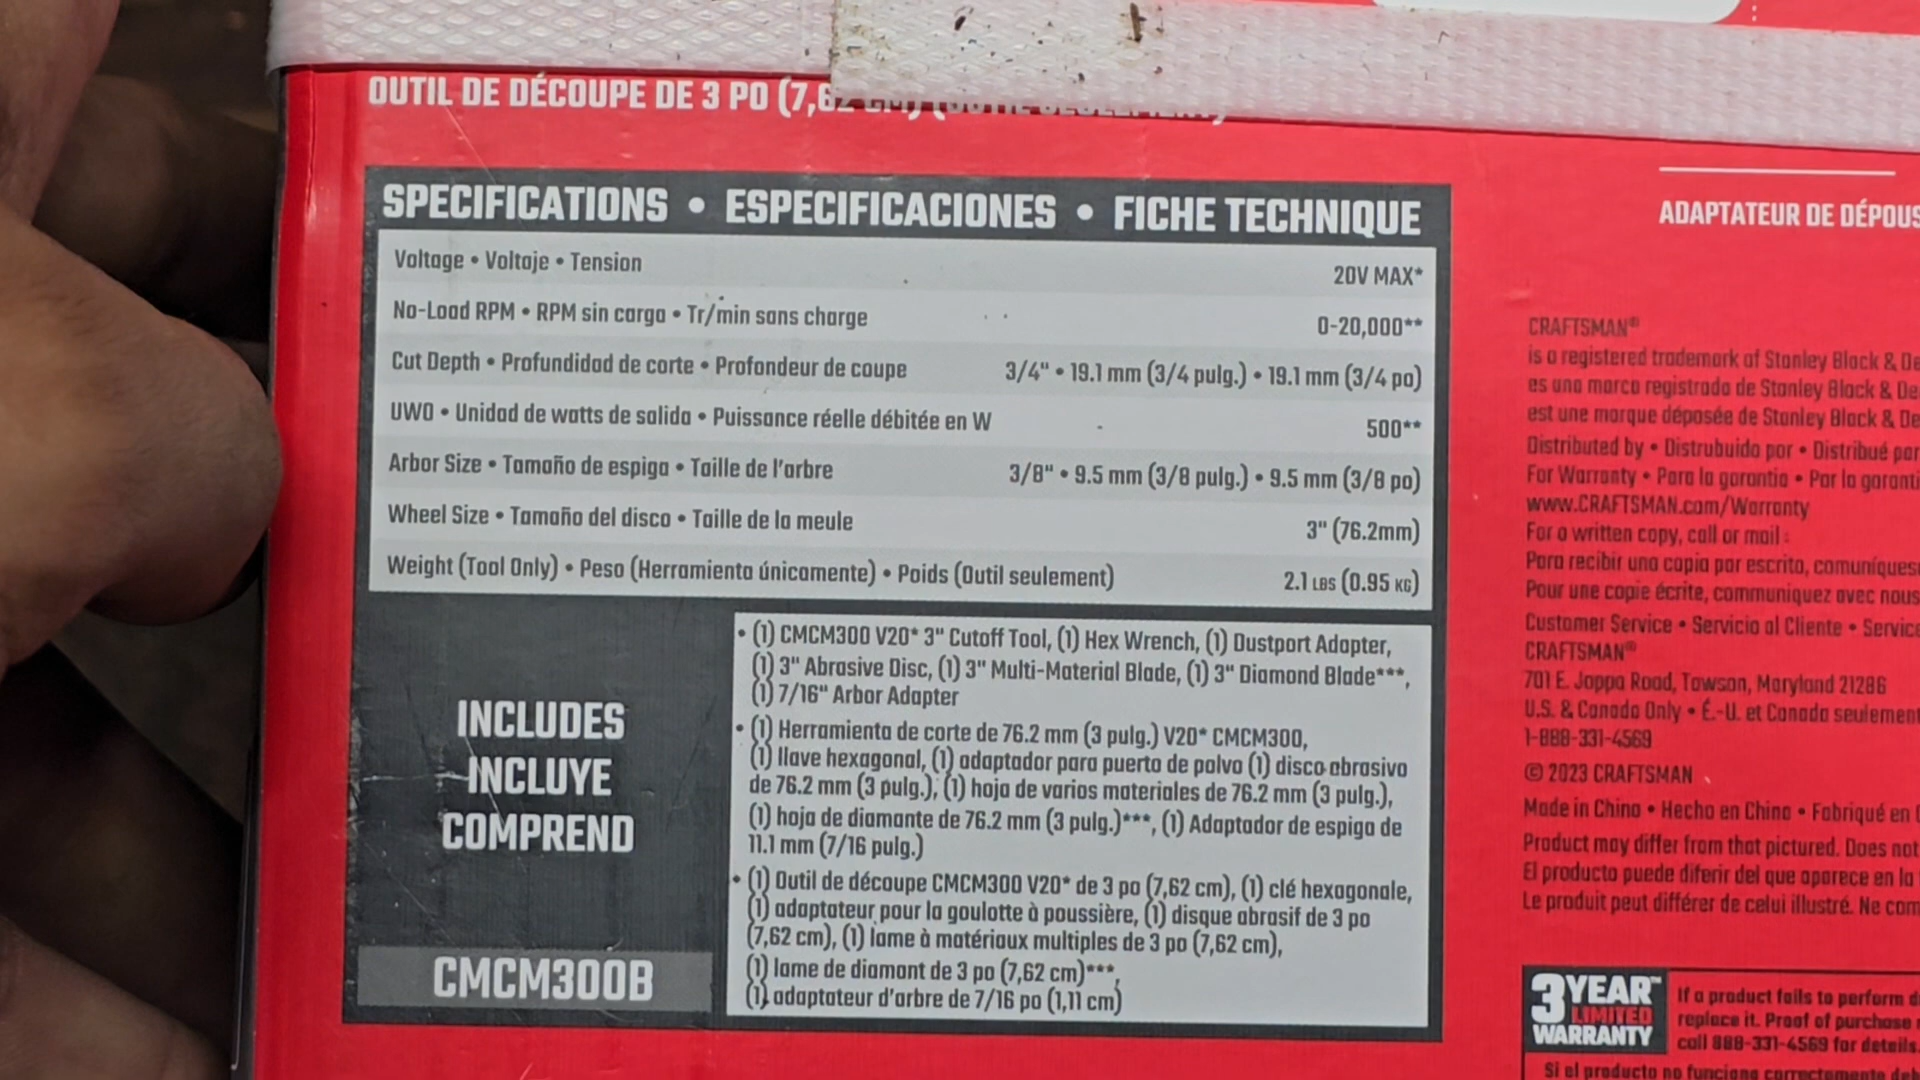 OUTIL DE DÉCOUPE DE 3 PO
SPECIFICATIONS • ESPECIFICACIONES • FICHE TECHNIQUE
Voltage • Voltaje • Tension 20V MAX*
No-Load RPM • RPM sin carga • Tr/min sans charge 0-20,000**
Cut Depth • Profundidad de corte • Profondeur de coupe 3/4" • 19.1 mm (3/4 pulg.) • 19.1 mm (3/4 po)
UWO • Unidad de watts de salida • Puissance réelle débitée en W 500**
Arbor Size • Tamaño de espiga • Taille de l'arbre 3/8" • 9.5 mm (3/8 pulg.) • 9.5 mm (3/8 po)
Wheel Size • Tamaño del disco • Taille de la meule 3" (76.2mm)
Weight (Tool Only) • Peso (Herramienta únicamente) • Poids (Outil seulement) 2.1 LBS (0.95 KG)
INCLUDES
INCLUYE
COMPREND
CMCM300B
• (1) CMCM300 V20* 3" Cutoff Tool, (1) Hex Wrench, (1) Dustport Adapter,
(1) 3" Abrasive Disc, (1) 3" Multi-Material Blade, (1) 3" Diamond Blade***,
(1) 7/16" Arbor Adapter
• (1) Herramienta de corte de 76.2 mm (3 pulg.) V20* CMCM300,
(1) llave hexagonal, (1) adaptador para puerto de polvo (1) disco abrasivo
de 76.2 mm (3 pulg.), (1) hoja de varios materiales de 76.2 mm (3 pulg.),
(1) hoja de diamante de 76.2 mm (3 pulg.)***, (1) Adaptador de espiga de
11.1 mm (7/16 pulg.)
• (1) Outil de découpe CMCM300 V20* de 3 po (7,62 cm), (1) clé hexagonale,
(1) adaptateur pour la goulotte à poussière, (1) disque abrasif de 3 po
(7,62 cm), (1) lame à matériaux multiples de 3 po (7,62 cm),
(1) lame de diamant de 3 po (7,62 cm)***,
(1) adaptateur d'arbre de 7/16 po (1,11 cm)
ADAPTATEUR DE
CRAFTSMAN®
is a registered trademark of Stanley Black &
es una marca registrada de Stanley Black &
est une marque déposée de Stanley Black &
Distributed by • Distrubuido por • Distribué par
For Warranty • Para la garantía • Par la
www.CRAFTSMAN.com/Warranty
For a written copy, call or mail :
Para recibir una copia por escrito,
Pour une copie écrite, communiquez avec nous
Customer Service • Servicio al Cliente •
CRAFTSMAN®
701 E. Joppa Road, Towson, Maryland 21286
U.S. & Canada Only • É.-U. et Canada
1-888-331-4569
© 2023 CRAFTSMAN
Made in China • Hecho en China • Fabriqué en
Product may differ from that pictured. Does not
El producto puede diferir del que aparece en la
Le produit peut différer de celui illustré. Ne
3 YEAR™
LIMITED
WARRANTY
If a product fails to perform
replace it. Proof of purchase
call 888-331-4569 for details.
Si el producto no funciona correctamente